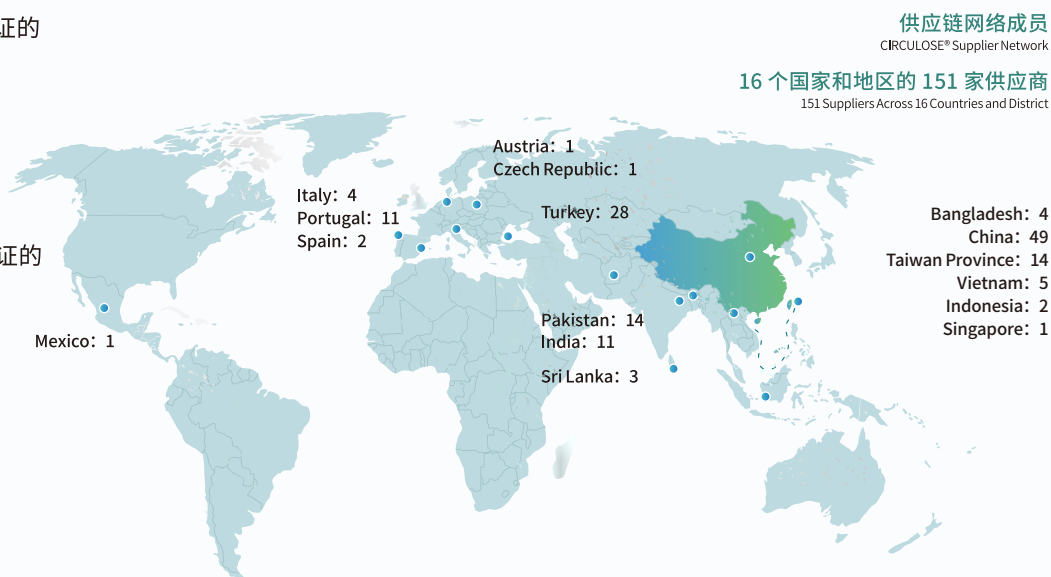 证的
供应链网络成员
CIRCULOSE® Supplier Network
16 个国家和地区的 151 家供应商
151 Suppliers Across 16 Countries and District
Austria：1
Czech Republic：1
Italy：4
Portugal：11
Spain：2
Turkey：28
证的
Bangladesh：4
China：49
Taiwan Province：14
Vietnam：5
Indonesia：2
Singapore：1
Mexico：1
Pakistan：14
India：11
Sri Lanka：3